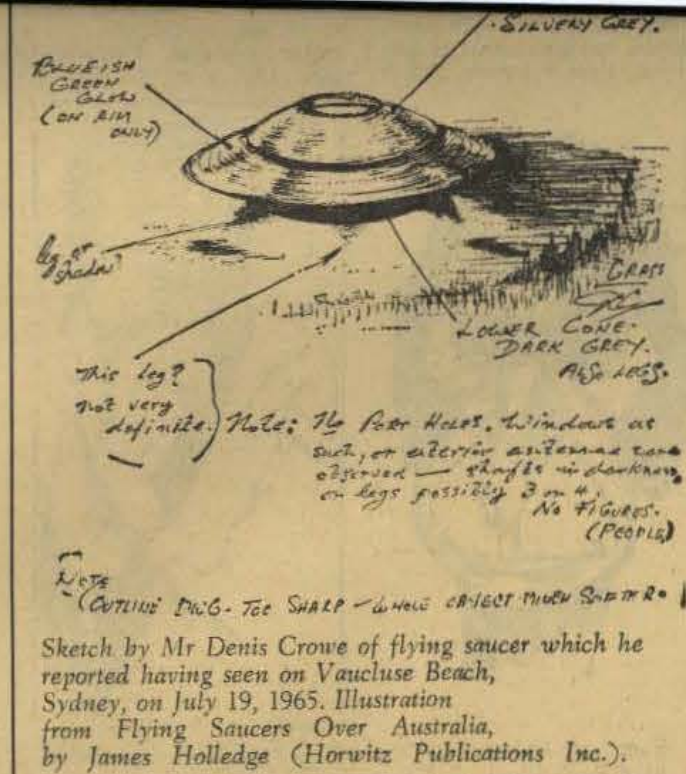 SILVERY GREY.
BLUEISH
GREEN
GLOW
(ON RIM
ONLY)
leg or
shadow?
GRASS
LOWER CONE.
DARK GREY.
ALSO LEGS.
This leg?
not very
definite.
Note: No Port Holes, Windows as
such, or exterior antennae were
observed — in darkness,
on legs possibly 3 or 4.
NO FIGURES.
(PEOPLE)
NOTE
(OUTLINE DWG - TOO SHARP - WHOLE OBJECT MUCH SOFTER.
Sketch by Mr Denis Crowe of flying saucer which he
reported having seen on Vaucluse Beach,
Sydney, on July 19, 1965. Illustration
from Flying Saucers Over Australia,
by James Holledge (Horwitz Publications Inc.).